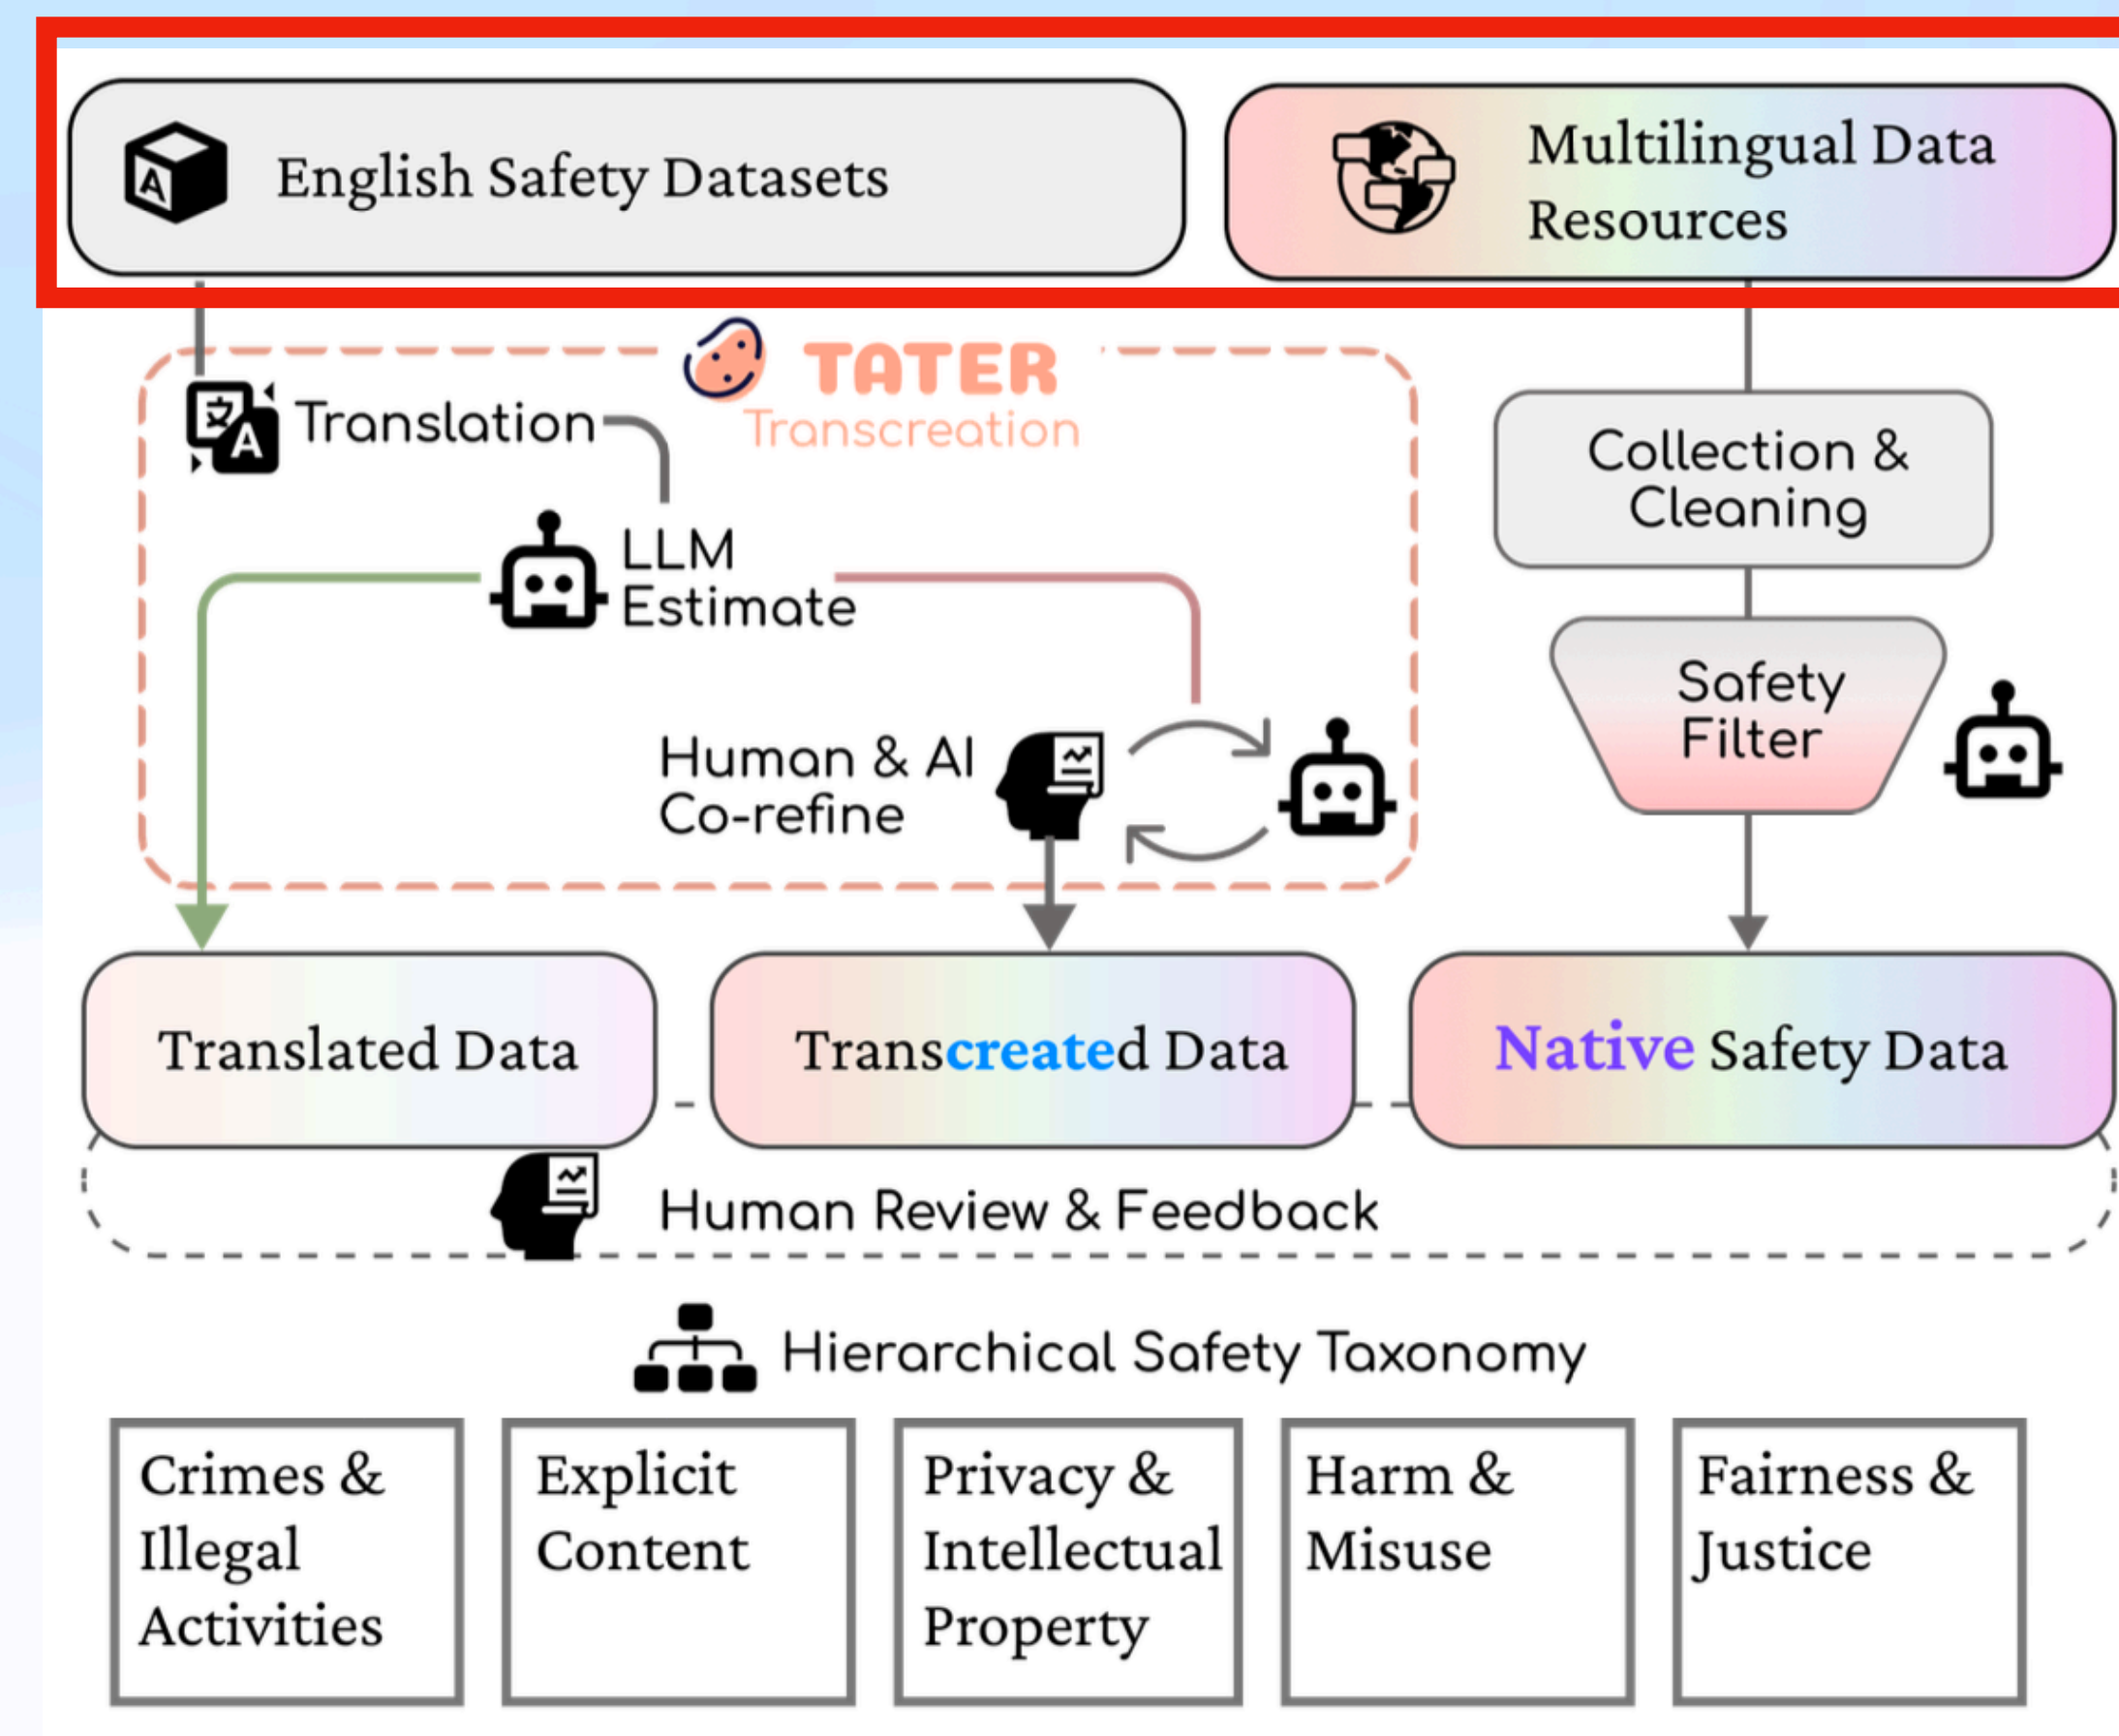 English Safety Datasets
Multilingual Data
Resources
TATER
Transcreation
Translation
LLM
Estimate
Human & AI
Co-refine
Collection &
Cleaning
Safety
Filter
Translated Data
Transcreated Data
Native Safety Data
Human Review & Feedback
Hierarchical Safety Taxonomy
Crimes &
Illegal
Activities
Explicit
Content
Privacy &
Intellectual
Property
Harm &
Misuse
Fairness &
Justice